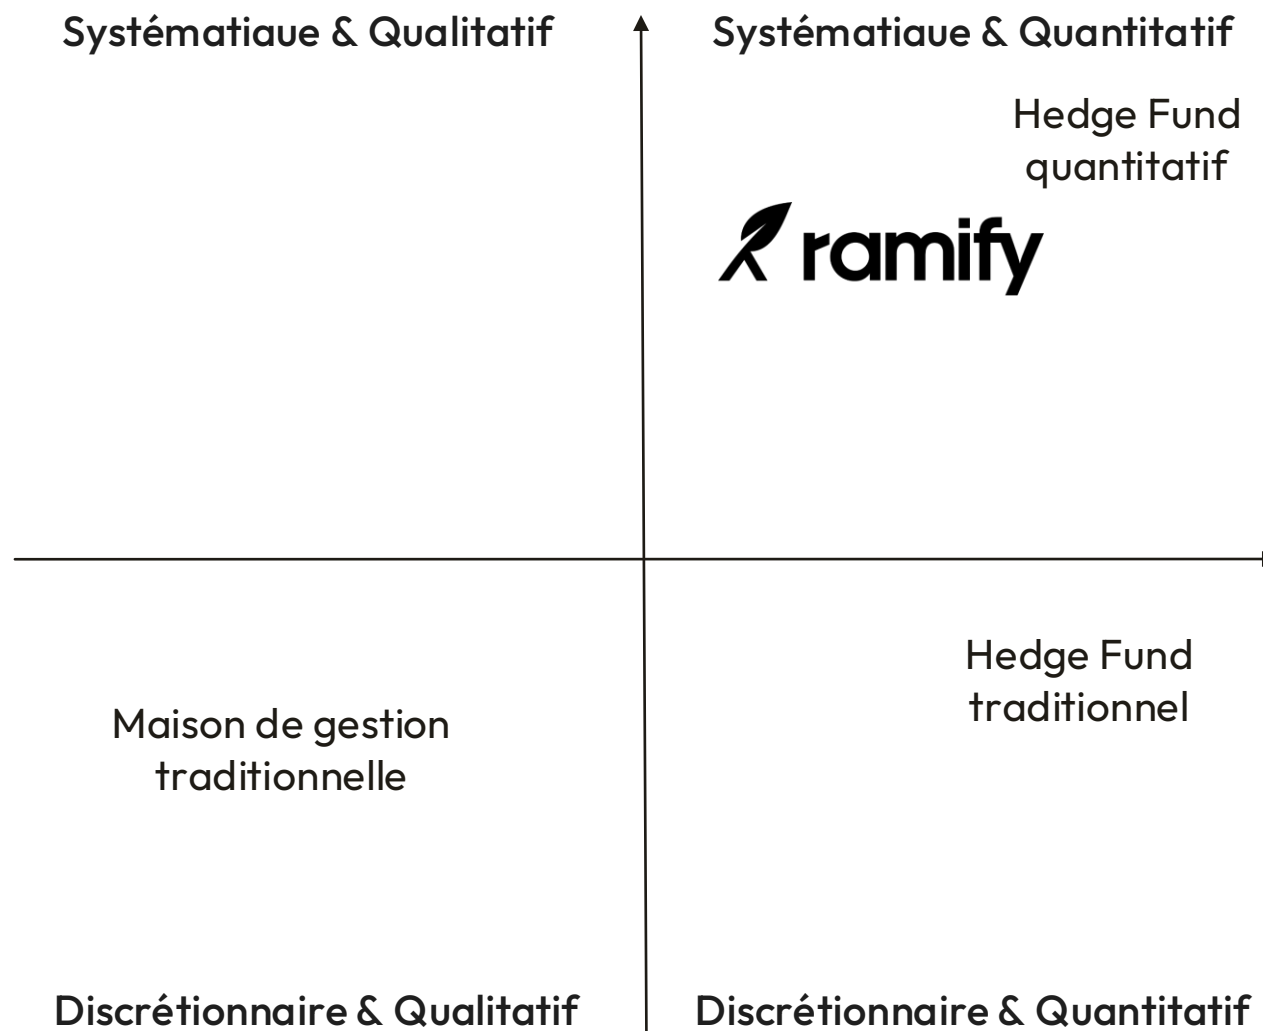 Systématiaue & Qualitatif
Systématiaue & Quantitatif
Hedge Fund
quantitatif
ramify
Hedge Fund
traditionnel
Maison de gestion
traditionnelle
Discrétionnaire & Qualitatif
Discrétionnaire & Quantitatif